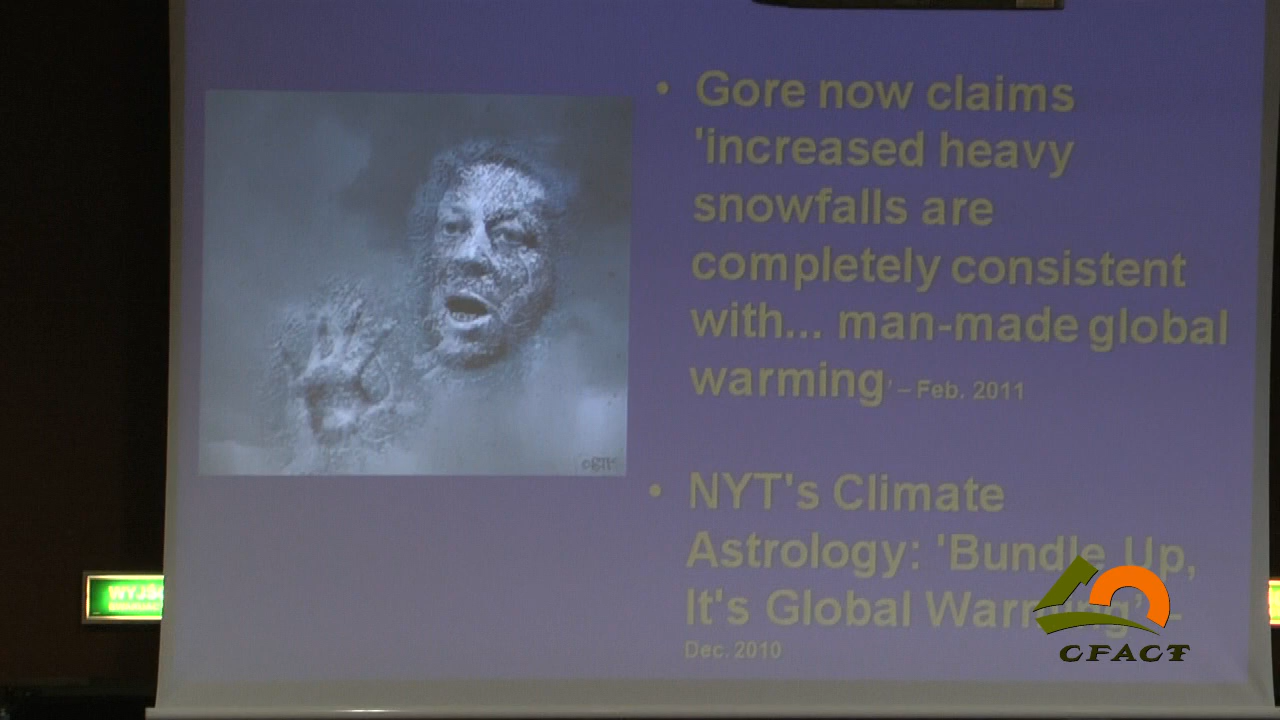 • Gore now claims
'increased heavy
snowfalls are
completely consistent
with... man-made global
warming' – Feb. 2011
• NYT's Climate
Astrology: 'Bundle Up,
It's Global Warming' –
Dec. 2010
CFACT